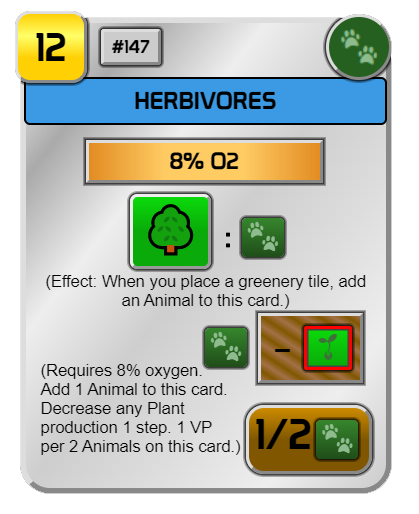 12
#147
HERBIVORES
8% O2
:
(Effect: When you place a greenery tile, add
an Animal to this card.)
-
(Requires 8% oxygen.
Add 1 Animal to this card.
Decrease any Plant
production 1 step. 1 VP
per 2 Animals on this card.)
1/2